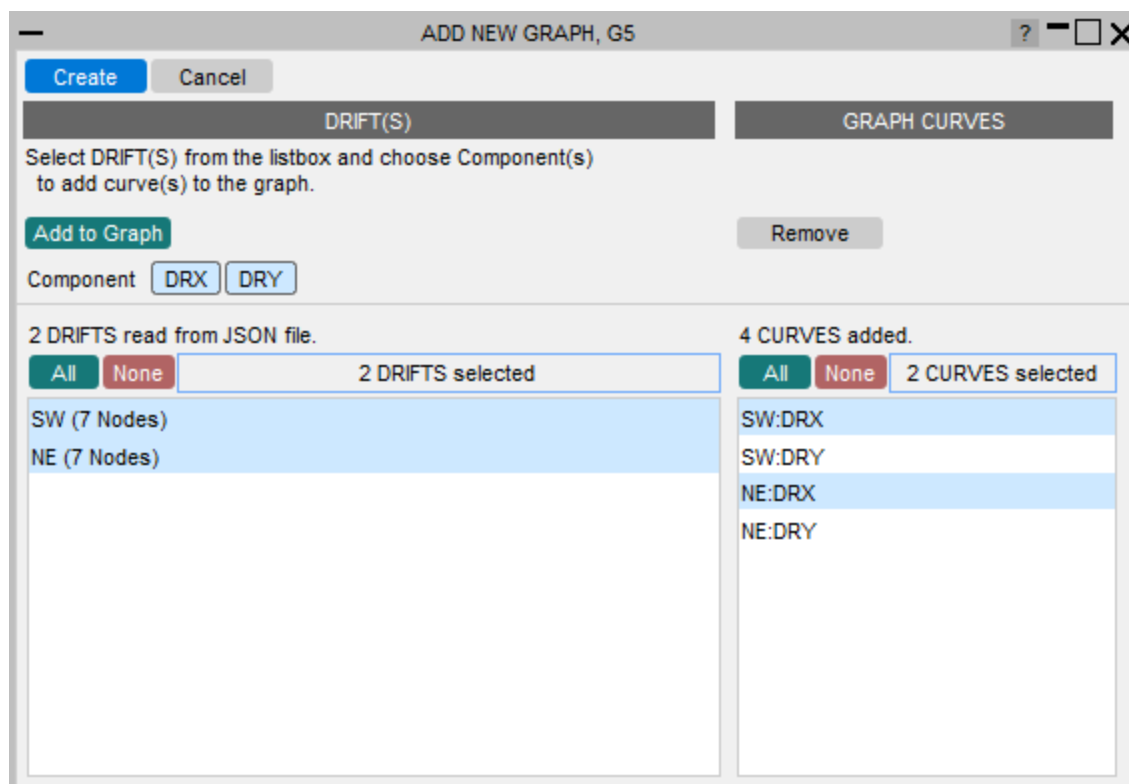 ADD NEW GRAPH, G5
?
Create
Cancel
DRIFT(S)
GRAPH CURVES
Select DRIFT(S) from the listbox and choose Component(s)
to add curve(s) to the graph.
Add to Graph
Remove
Component DRX DRY
2 DRIFTS read from JSON file.
4 CURVES added.
All None 2 DRIFTS selected
All None 2 CURVES selected
SW (7 Nodes)
NE (7 Nodes)
SW:DRX
SW:DRY
NE:DRX
NE:DRY